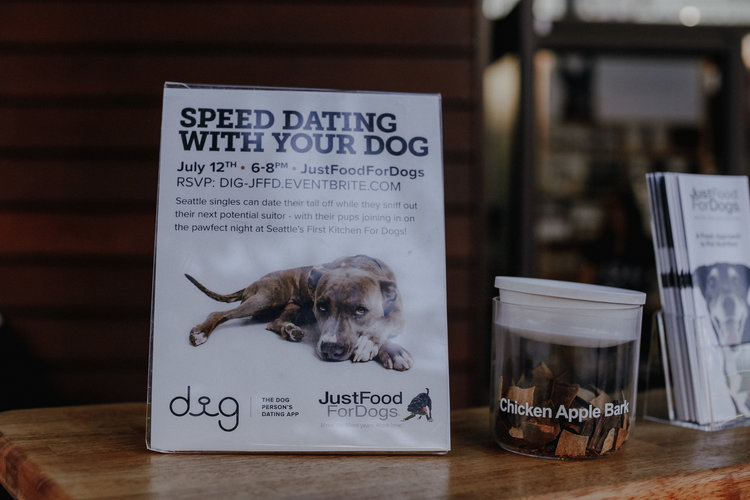 SPEED DATING
WITH YOUR DOG
July 12TH • 6-8PM • JustFoodForDogs
RSVP: DIG-JFFD.EVENTBRITE.COM
Seattle singles can date their tail off while they sniff out
their next potential suitor - with their pups joining in on
the pawfect night at Seattle's First Kitchen For Dogs!
dig
THE DOG
PERSON'S
DATING APP
JustFood
ForDogs
Chicken Apple Bark
JustFood
ForDogs